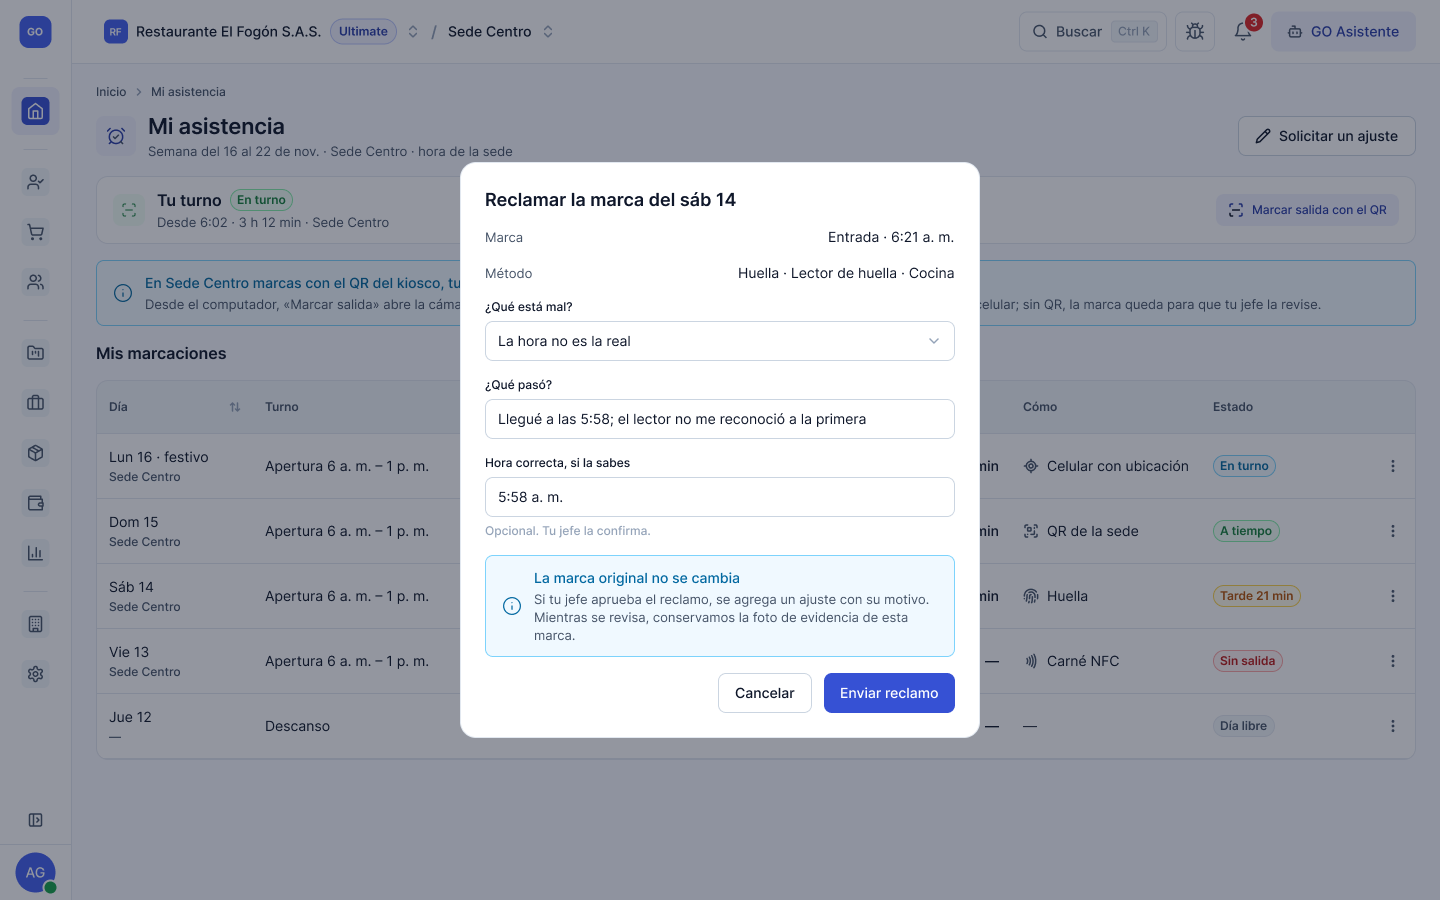 GO
RF
Restaurante El Fogón S.A.S.
Ultimate
/
Sede Centro
Buscar
Ctrl K
3
GO Asistente
Inicio
Mi asistencia
Mi asistencia
Semana del 16 al 22 de nov. · Sede Centro · hora de la sede
Solicitar un ajuste
Tu turno
En turno
Desde 6:02 · 3 h 12 min · Sede Centro
Marcar salida con el QR
En Sede Centro marcas con el QR del kiosco, tu
Desde el computador, «Marcar salida» abre la cáma
celular; sin QR, la marca queda para que tu jefe la revise.
Mis marcaciones
Día
Turno
Cómo
Estado
Lun 16 · festivo
Sede Centro
Apertura 6 a. m. – 1 p. m.
min
Celular con ubicación
En turno
Dom 15
Sede Centro
Apertura 6 a. m. – 1 p. m.
min
QR de la sede
A tiempo
Sáb 14
Sede Centro
Apertura 6 a. m. – 1 p. m.
min
Huella
Tarde 21 min
Vie 13
Sede Centro
Apertura 6 a. m. – 1 p. m.
—
Carné NFC
Sin salida
Jue 12
—
Descanso
—
—
Día libre
AG
Reclamar la marca del sáb 14
Marca
Entrada · 6:21 a. m.
Método
Huella · Lector de huella · Cocina
¿Qué está mal?
La hora no es la real
¿Qué pasó?
Llegué a las 5:58; el lector no me reconoció a la primera
Hora correcta, si la sabes
5:58 a. m.
Opcional. Tu jefe la confirma.
La marca original no se cambia
Si tu jefe aprueba el reclamo, se agrega un ajuste con su motivo.
Mientras se revisa, conservamos la foto de evidencia de esta
marca.
Cancelar
Enviar reclamo